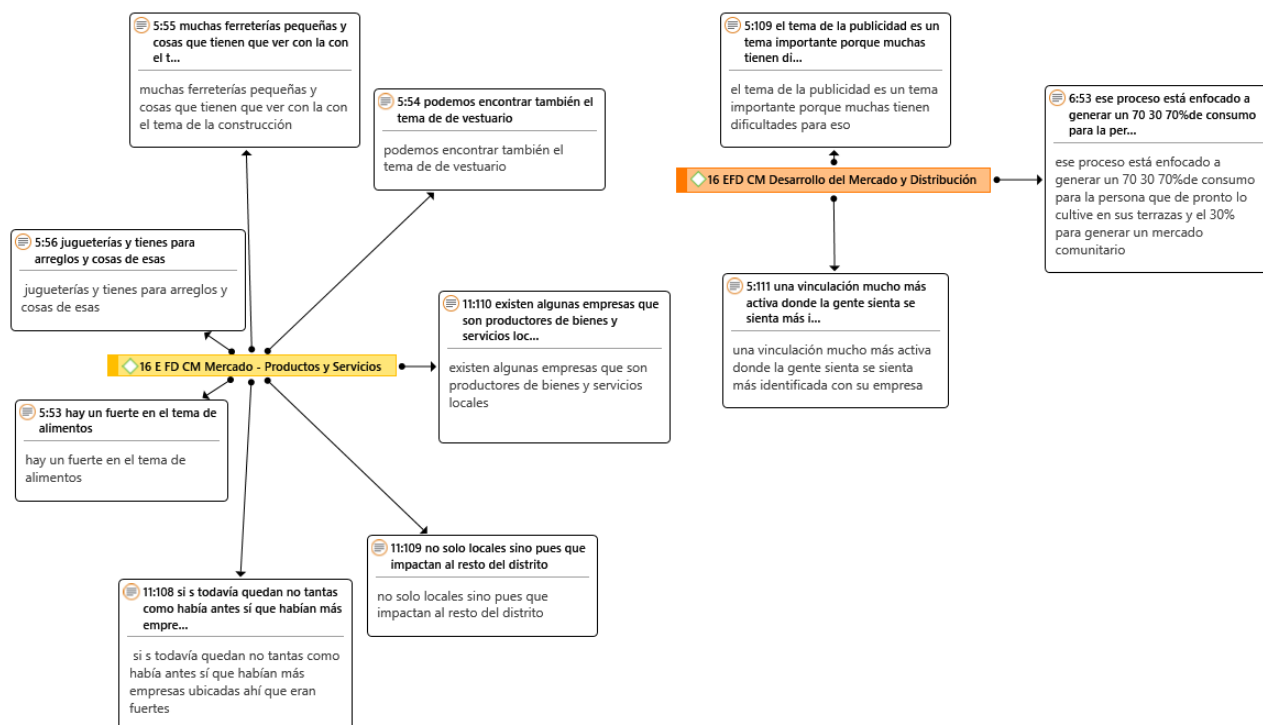 5:55 muchas ferreterías pequeñas y
cosas que tienen que ver con la con
el t...
muchas ferreterías pequeñas y
cosas que tienen que ver con la con
el tema de la construcción
5:54 podemos encontrar también el
tema de de vestuario
podemos encontrar también el
tema de de vestuario
5:56 jugueterías y tienes para
arreglos y cosas de esas
jugueterías y tienes para arreglos y
cosas de esas
11:110 existen algunas empresas que
son productores de bienes y
servicios loc...
existen algunas empresas que son
productores de bienes y servicios
locales
16 E FD CM Mercado - Productos y Servicios
5:53 hay un fuerte en el tema de
alimentos
hay un fuerte en el tema de
alimentos
11:109 no solo locales sino pues que
impactan al resto del distrito
no solo locales sino pues que
impactan al resto del distrito
11:108 si s todavía quedan no tantas
como había antes sí que habían más
empre...
si s todavía quedan no tantas como
había antes sí que habían más
empresas ubicadas ahí que eran
fuertes
5:109 el tema de la publicidad es un
tema importante porque muchas
tienen di...
el tema de la publicidad es un tema
importante porque muchas tienen
dificultades para eso
6:53 ese proceso está enfocado a
generar un 70 30 70%de consumo
para la per...
ese proceso está enfocado a
generar un 70 30 70%de consumo
para la persona que de pronto lo
cultive en sus terrazas y el 30%
para generar un mercado
comunitario
16 EFD CM Desarrollo del Mercado y Distribución
5:111 una vinculación mucho más
activa donde la gente sienta se
sienta más i...
una vinculación mucho más activa
donde la gente sienta se sienta
más identificada con su empresa